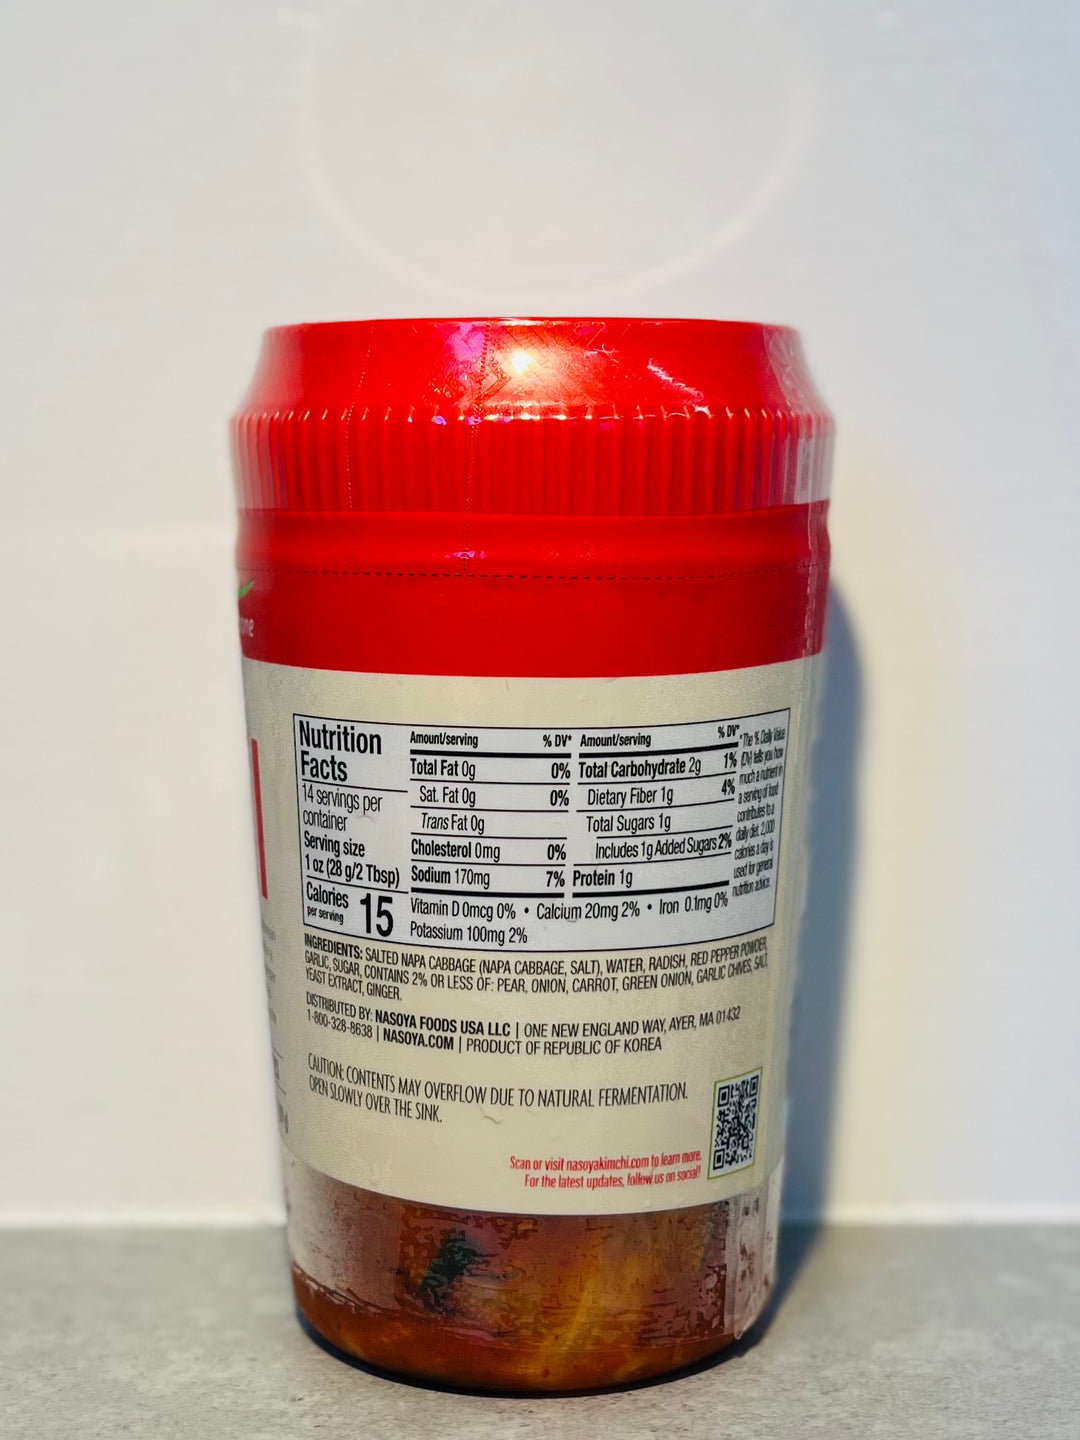 Nutrition
Facts
14 servings per
container
Serving size
1 oz (28 g/2 Tbsp)
Calories
per serving
15
Amount/serving % DV*
Total Fat 0g 0%
Sat. Fat 0g 0%
Trans Fat 0g
Cholesterol 0mg 0%
Sodium 170mg 7%
Amount/serving % DV*
Total Carbohydrate 2g 1%
Dietary Fiber 1g 4%
Total Sugars 1g
Includes 1g Added Sugars 2%
Protein 1g
Vitamin D 0mcg 0% • Calcium 20mg 2% • Iron 0.1mg 0%
Potassium 100mg 2%
*The % Daily Value
(DV) tells you how
much a nutrient in
a serving of food
contributes to a
daily diet. 2,000
calories a day is
used for general
nutrition advice.
INGREDIENTS: SALTED NAPA CABBAGE (NAPA CABBAGE, SALT), WATER, RADISH, RED PEPPER POWDER,
GARLIC, SUGAR, CONTAINS 2% OR LESS OF: PEAR, ONION, CARROT, GREEN ONION, GARLIC CHIVES, SALT,
YEAST EXTRACT, GINGER.
DISTRIBUTED BY: NASOYA FOODS USA LLC | ONE NEW ENGLAND WAY, AYER, MA 01432
1-800-328-8638 | NASOYA.COM | PRODUCT OF REPUBLIC OF KOREA
CAUTION: CONTENTS MAY OVERFLOW DUE TO NATURAL FERMENTATION.
OPEN SLOWLY OVER THE SINK.
Scan or visit nasoyakimchi.com to learn more.
For the latest updates, follow us on social!